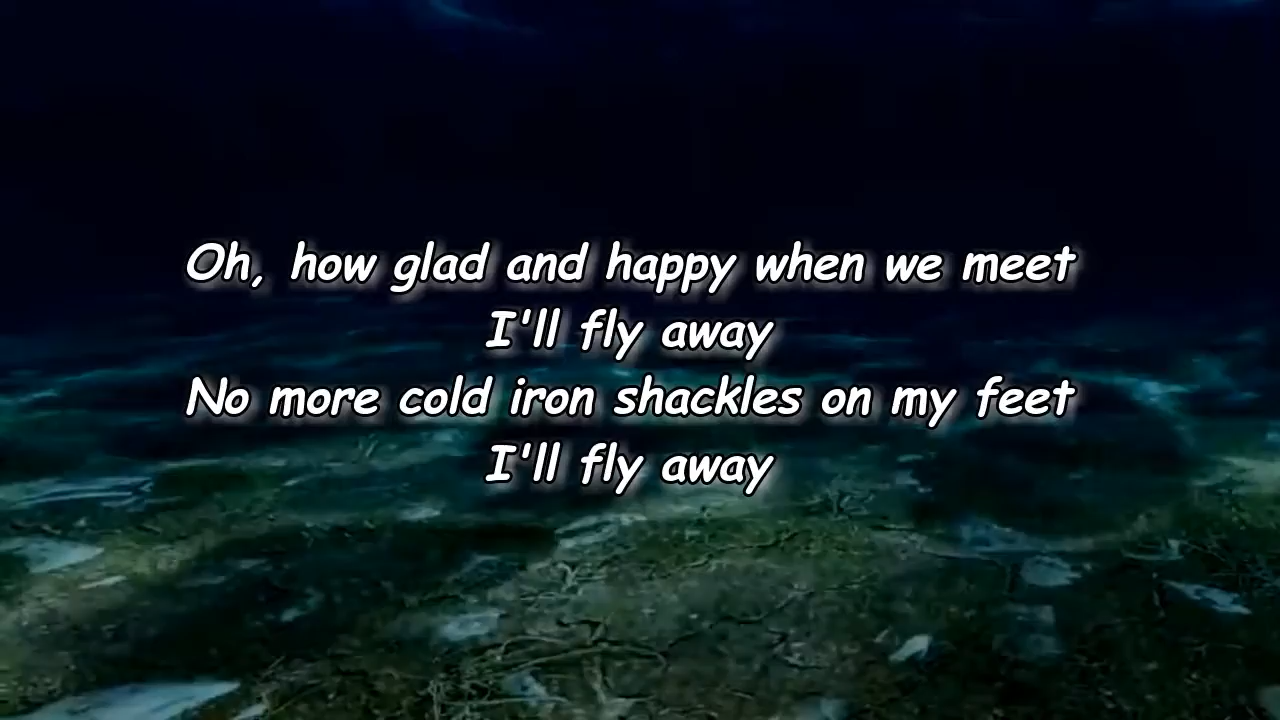 Oh, how glad and happy when we meet
I'll fly away
No more cold iron shackles on my feet
I'll fly away